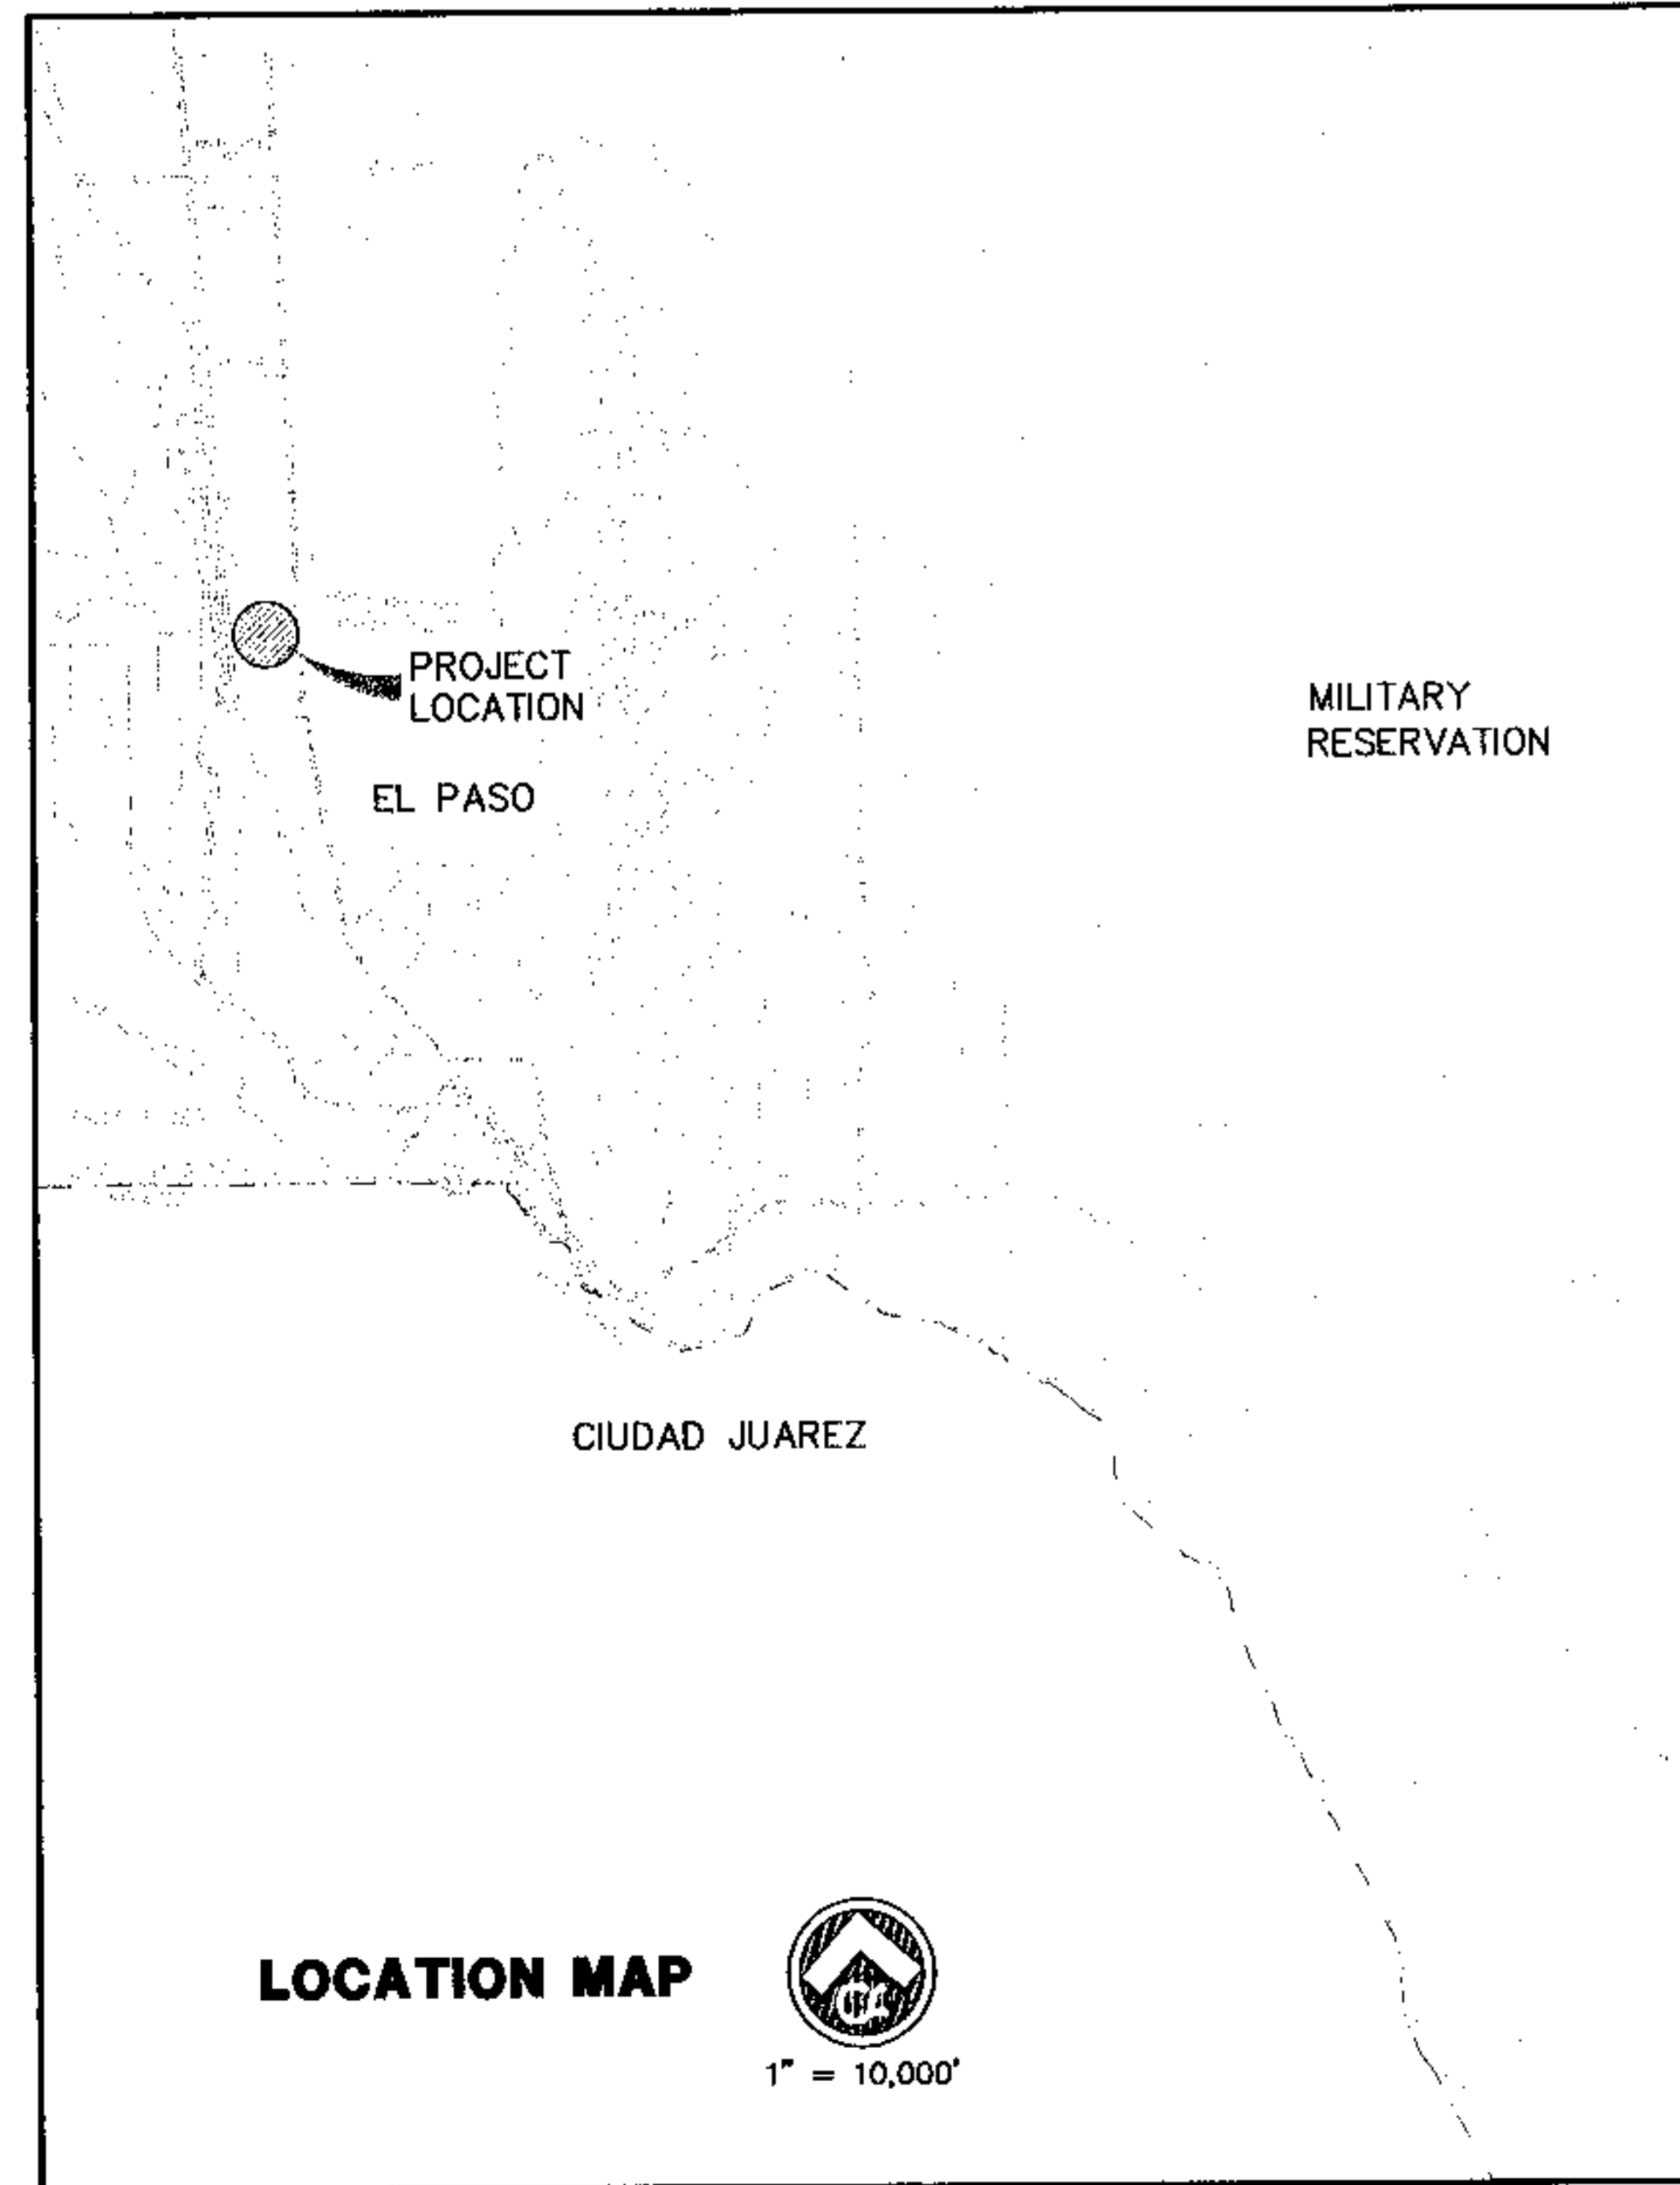 PROJECT
LOCATION
MILITARY
RESERVATION
EL PASO
CIUDAD JUAREZ
LOCATION MAP
1" = 10,000'